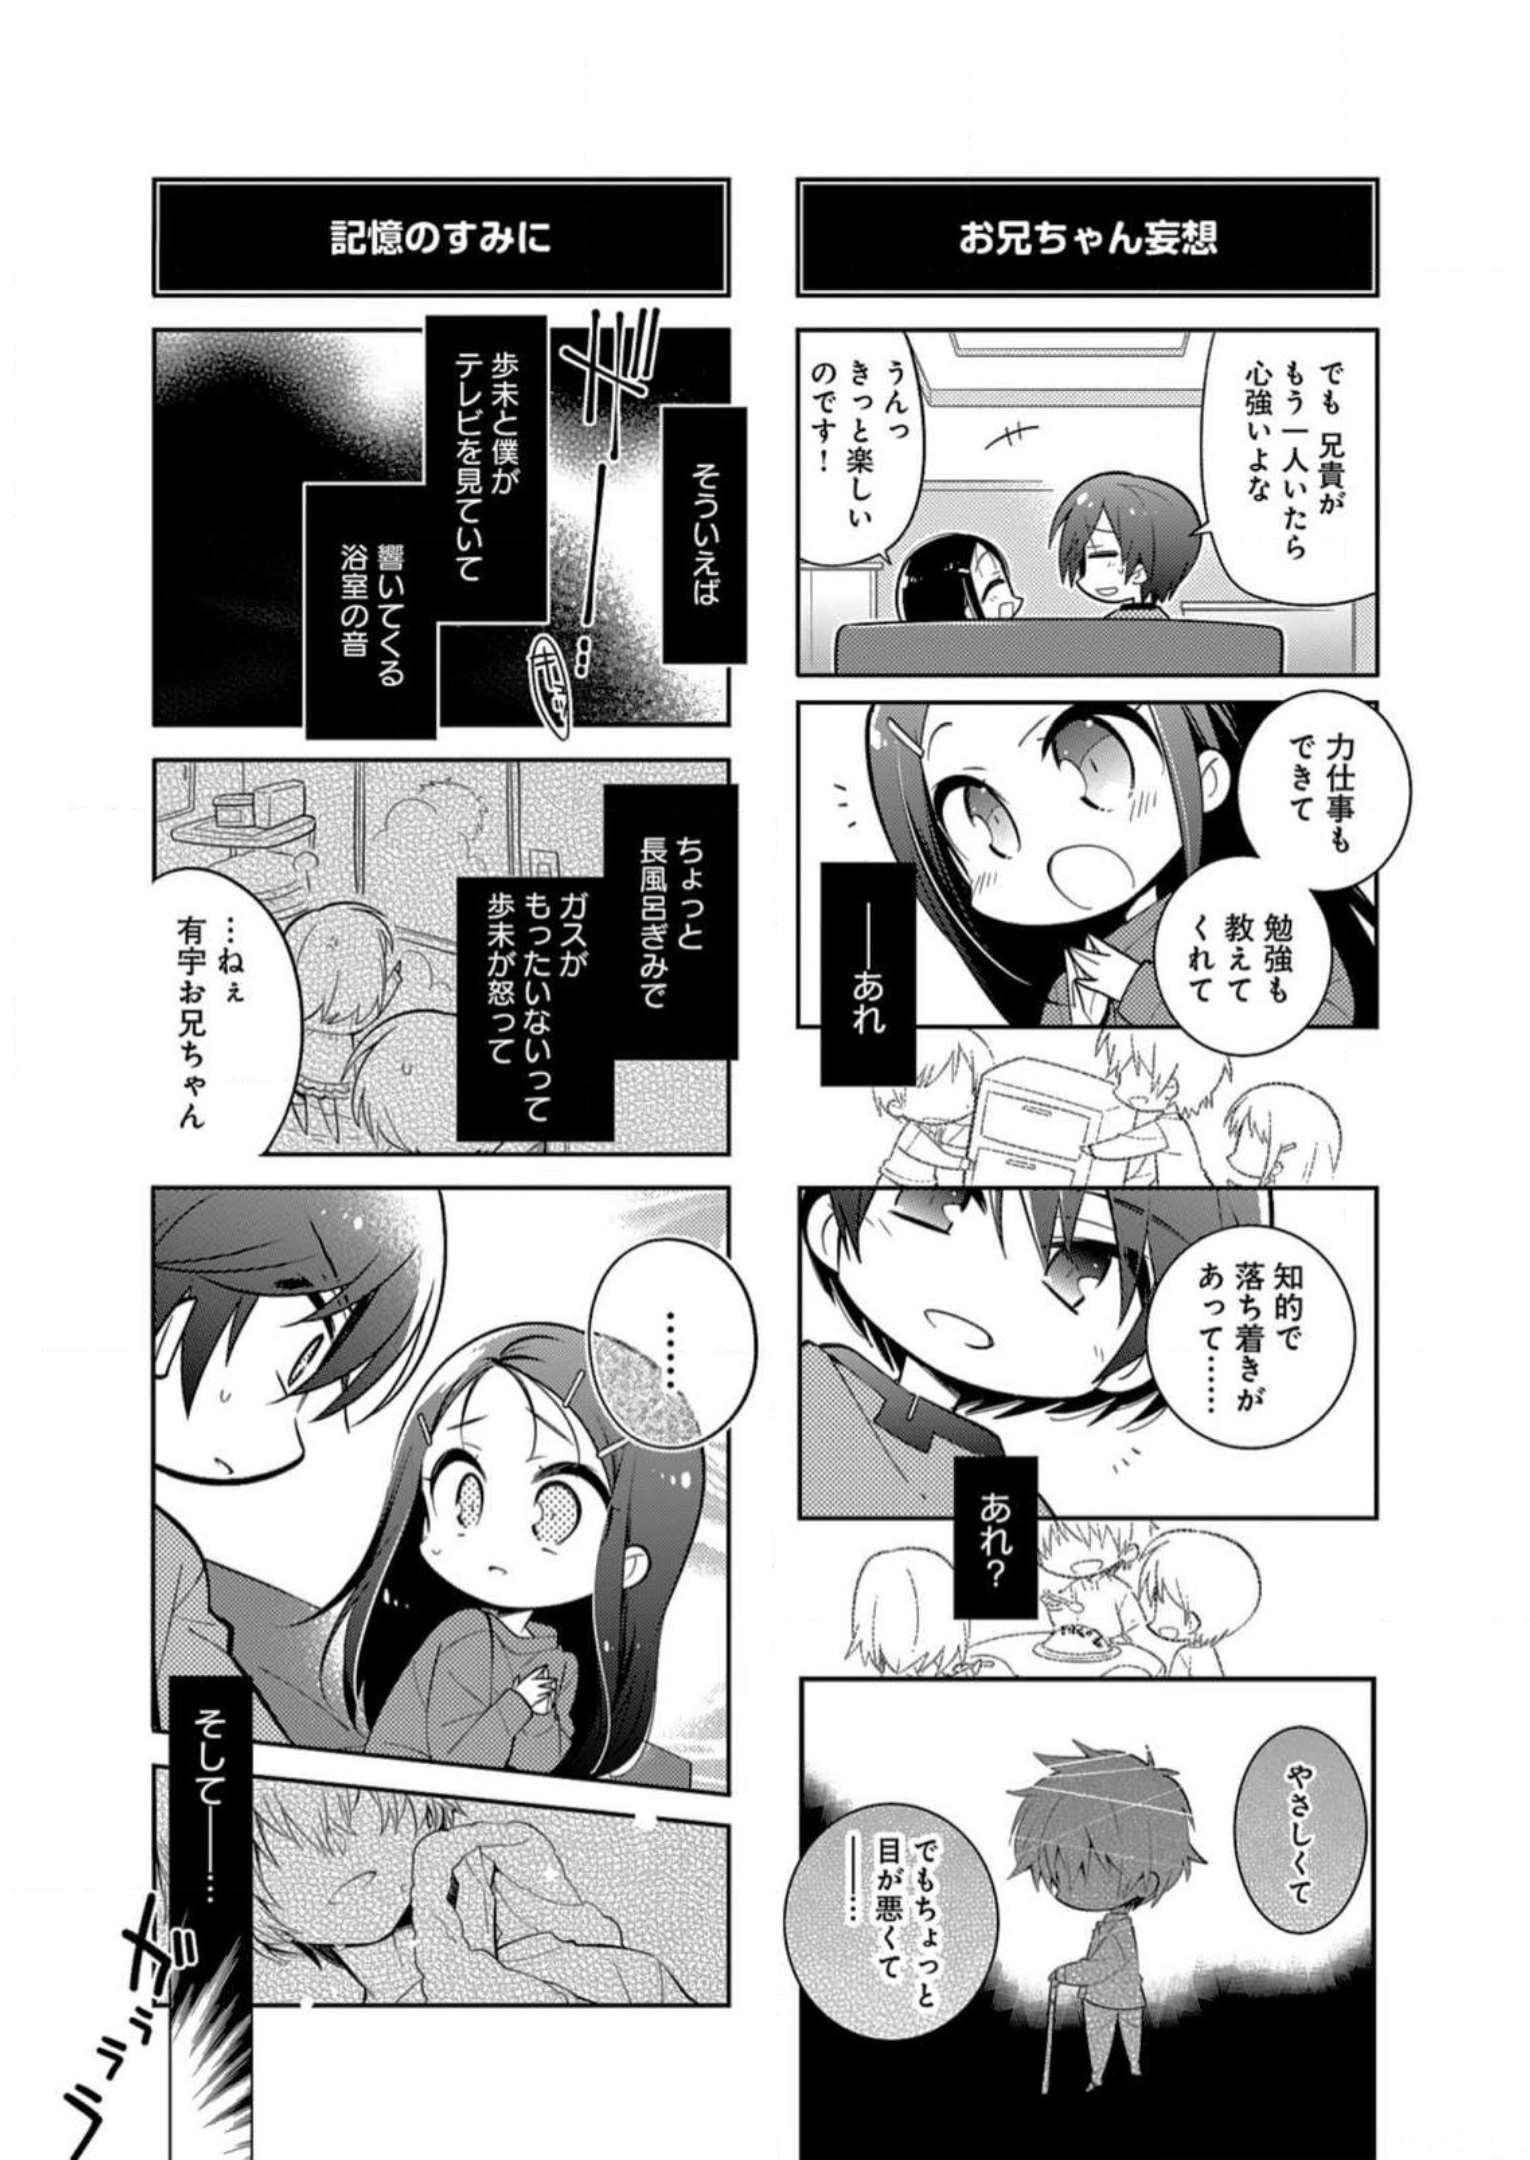 お兄ちゃん妄想
でも 兄貴が
もう一人いたら
心強いよな
うんっ
きっと楽しい
のです！
力仕事も
できて
勉強も
教えて
くれて
――あれ
知的で
落ち着きが
あって……
あれ？
やさしくて
でもちょっと
目が悪くて
――…
記憶のすみに
そういえば
歩未と僕が
テレビを見ていて
響いてくる
浴室の音
キュッ
ちょっと
長風呂ぎみで
ガスが
もったいないって
歩未が怒って
…ねぇ
有宇お兄ちゃん
……
そして――…
ガララララ